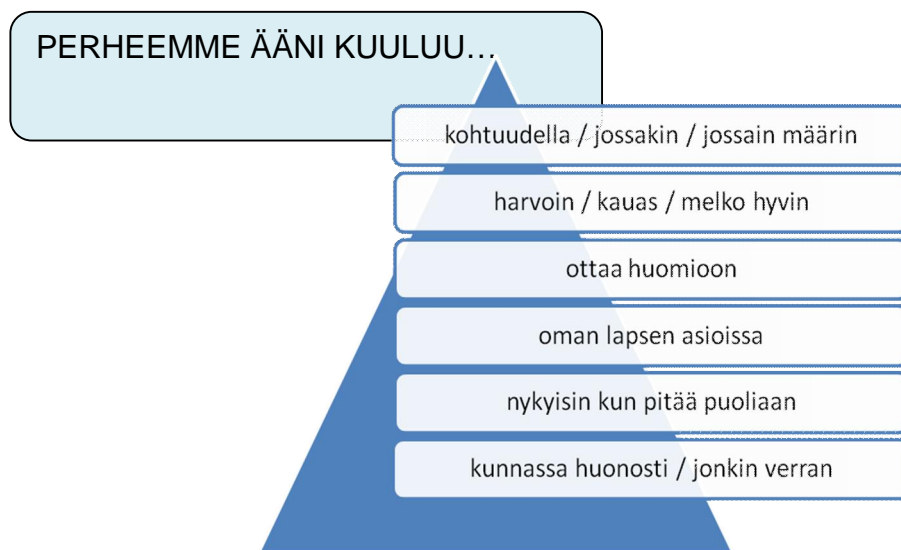 PERHEEMME ÄÄNI KUULUU…
kohtuudella / jossakin / jossain määrin
harvoin / kauas / melko hyvin
ottaa huomioon
oman lapsen asioissa
nykyisin kun pitää puoliaan
kunnassa huonosti / jonkin verran